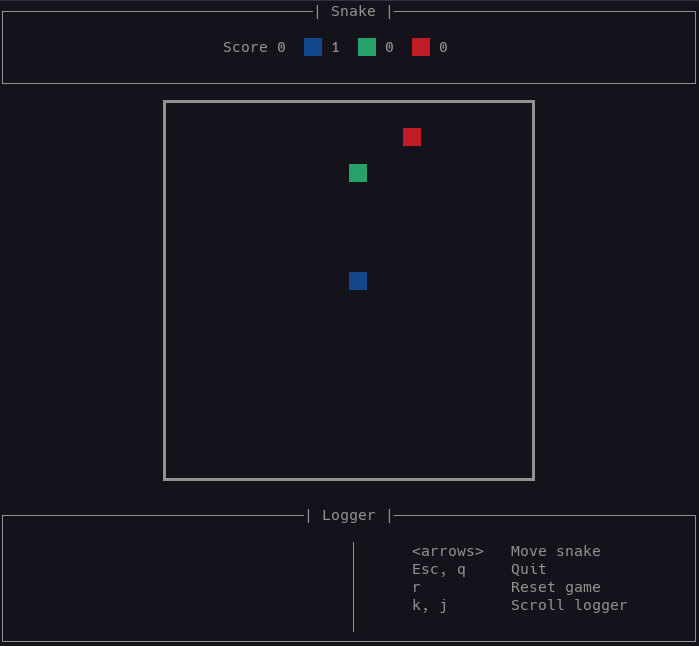 | Snake |
Score 0 1 0 0
| Logger |
<arrows> Move snake
Esc, q Quit
r Reset game
k, j Scroll logger